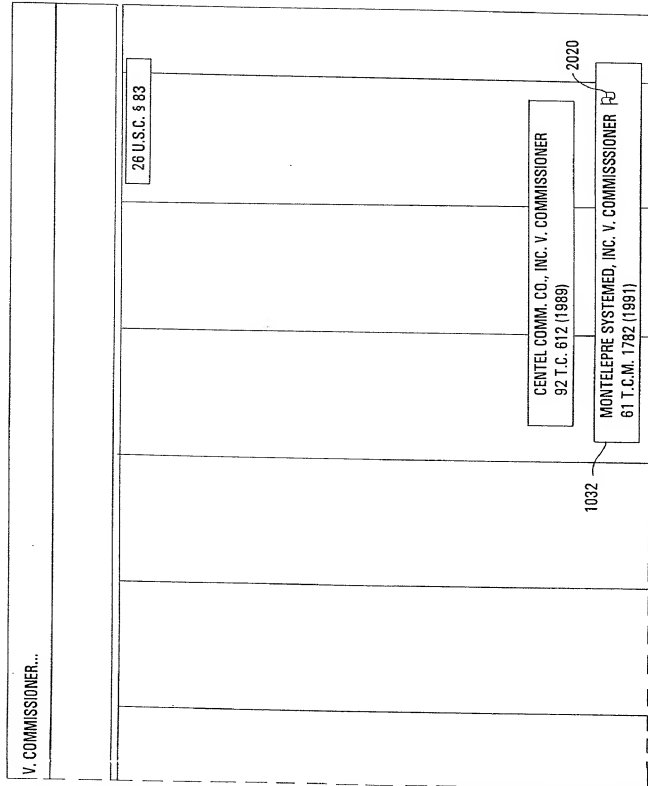 V. COMMISSIONER...
26 U.S.C. § 83
CENTEL COMM. CO., INC. V. COMMISSIONER
92 T.C. 612 (1989)
MONTELEPRE SYSTEMED, INC. V. COMMISSSIONER
61 T.C.M. 1782 (1991)
2020
1032